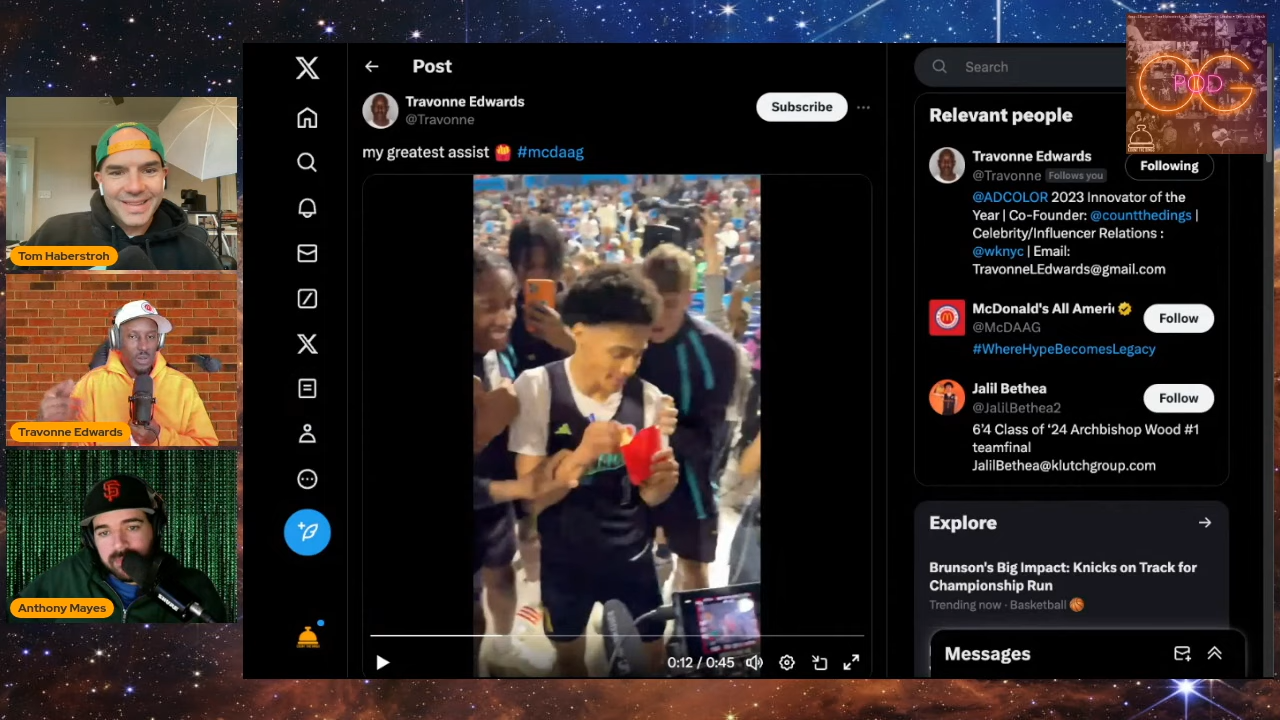 Post
Travonne Edwards
@Travonne
Subscribe
my greatest assist 🍟 #mcdaag
0:12 / 0:45
Search
Relevant people
Travonne Edwards
@Travonne Follows you
Following
@ADCOLOR 2023 Innovator of the
Year | Co-Founder: @countthedings |
Celebrity/Influencer Relations :
@wknyc | Email:
TravonneLEdwards@gmail.com
McDonald's All Ameri
@McDAAG
Follow
#WhereHypeBecomesLegacy
Jalil Bethea
@JalilBethea2
Follow
6'4 Class of '24 Archbishop Wood #1
teamfinal
JalilBethea@klutchgroup.com
Explore
Brunson's Big Impact: Knicks on Track for
Championship Run
Trending now · Basketball 🏀
Messages
OG
POD
Tom Haberstroh
Travonne Edwards
SF
Anthony Mayes